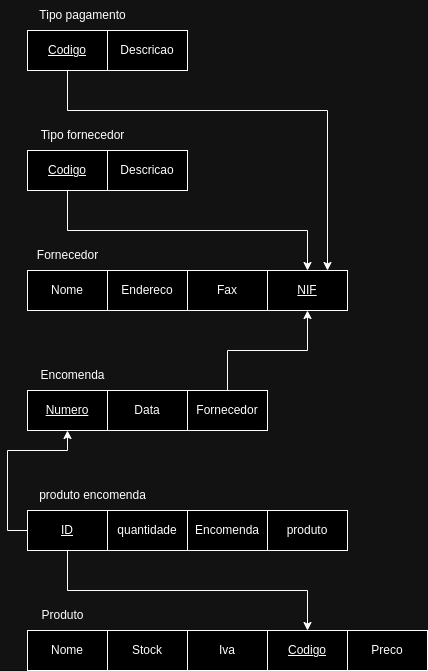 Tipo pagamento
Codigo Descricao
Tipo fornecedor
Codigo Descricao
Fornecedor
Nome Endereco Fax NIF
Encomenda
Numero Data Fornecedor
produto encomenda
ID quantidade Encomenda produto
Produto
Nome Stock Iva Codigo Preco